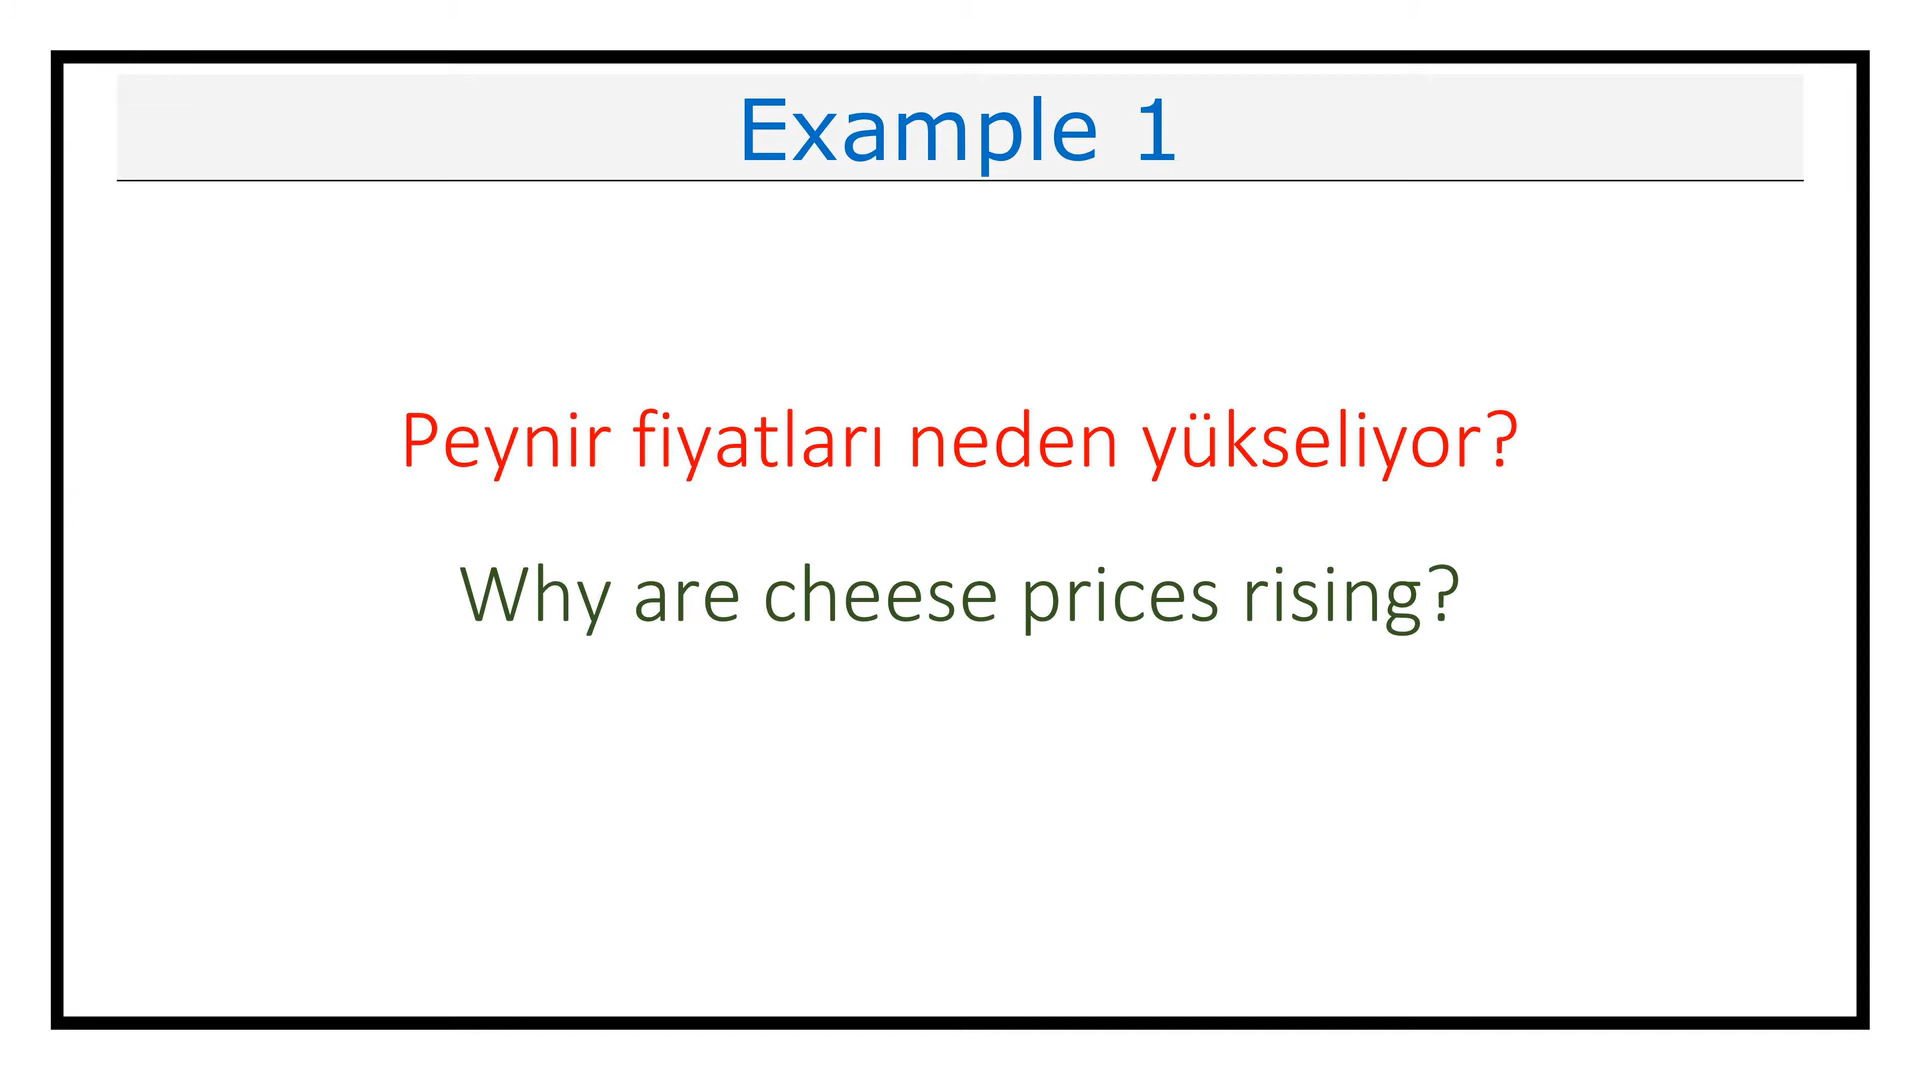 Example 1
Peynir fiyatları neden yükseliyor?
Why are cheese prices rising?